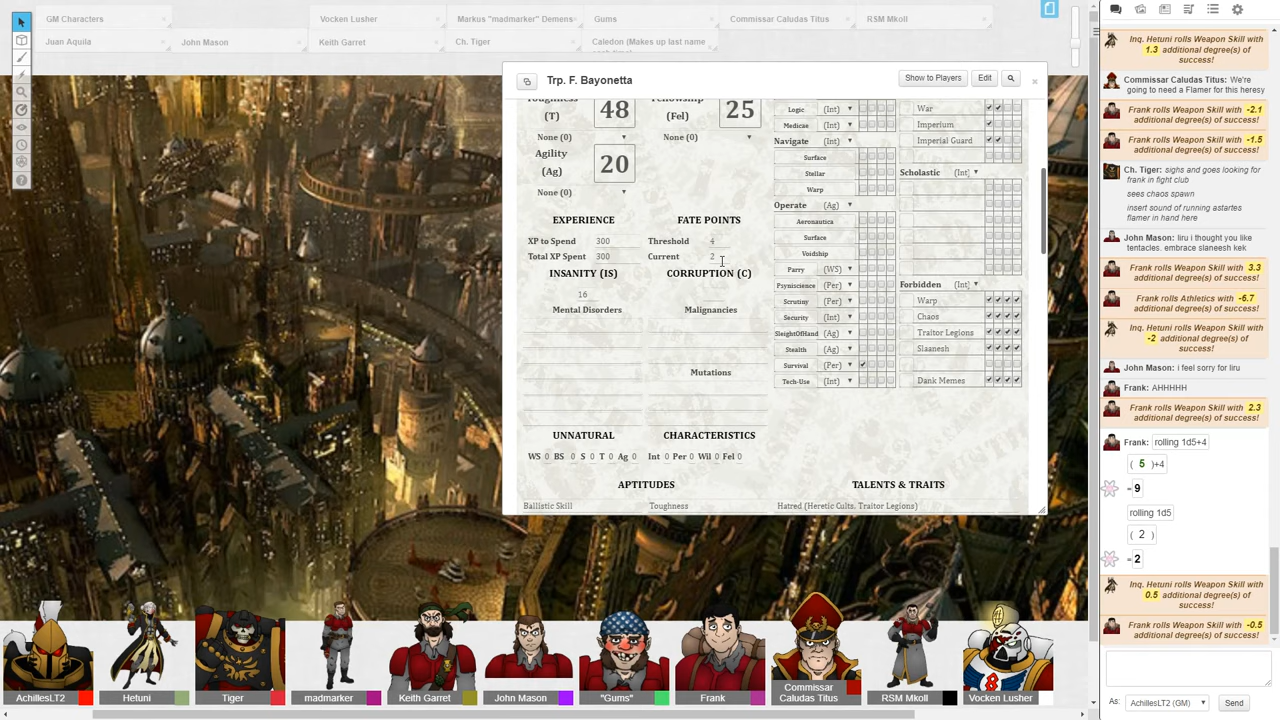 GM Characters
Vocken Lusher
Markus "madmarker" Demens
Gums
Commissar Caludas Titus
RSM Mkoll
Juan Aquila
John Mason
Keith Garret
Ch. Tiger
Caledon (Makes up last name
Trp. F. Bayonetta
Show to Players
Edit
(T)
48
(Fel)
25
None (0)
None (0)
Agility
(Ag)
20
None (0)
EXPERIENCE
FATE POINTS
XP to Spend 300
Threshold 4
Total XP Spent 300
Current 2
INSANITY (IS)
CORRUPTION (C)
16
Mental Disorders
Malignancies
Mutations
UNNATURAL
CHARACTERISTICS
WS 0 BS 0 S 0 T 0 Ag 0
Int 0 Per 0 Wil 0 Fel 0
APTITUDES
TALENTS & TRAITS
Ballistic Skill
Toughness
Hatred (Heretic Cults, Traitor Legions)
Logic (Int)
Medicae (Int)
Navigate (Int)
Surface
Stellar
Warp
Operate (Ag)
Aeronautica
Surface
Voidship
Parry (WS)
Psyniscience (Per)
Scrutiny (Per)
Security (Int)
SleightOfHand (Ag)
Stealth (Ag)
Survival (Per)
Tech-Use (Int)
War
Imperium
Imperial Guard
Scholastic (Int)
Forbidden (Int)
Warp
Chaos
Traitor Legions
Slaanesh
Dank Memes
Inq. Hetuni rolls Weapon Skill with
1.3 additional degree(s) of
success!
Commissar Caludas Titus: We're
going to need a Flamer for this heresy
Frank rolls Weapon Skill with -2.1
additional degree(s) of success!
Frank rolls Weapon Skill with -1.5
additional degree(s) of success!
Ch. Tiger: sighs and goes looking for
frank in fight club
sees chaos spawn
insert sound of running astartes
flamer in hand here
John Mason: liru i thought you like
tentacles. embrace slaneesh kek
Frank rolls Weapon Skill with 3.3
additional degree(s) of success!
Frank rolls Athletics with -6.7
additional degree(s) of success!
Inq. Hetuni rolls Weapon Skill with
-2 additional degree(s) of
success!
John Mason: i feel sorry for liru
Frank: AHHHHH
Frank rolls Weapon Skill with 2.3
additional degree(s) of success!
Frank: rolling 1d5+4
( 5 )+4
=9
rolling 1d5
( 2 )
=2
Inq. Hetuni rolls Weapon Skill with
0.5 additional degree(s) of
success!
Frank rolls Weapon Skill with -0.5
additional degree(s) of success!
As: AchillesLT2 (GM)
Send
AchillesLT2
Hetuni
Tiger
madmarker
Keith Garret
John Mason
"Gums"
Frank
Commissar
Caludas Titus
RSM Mkoll
Vocken Lusher